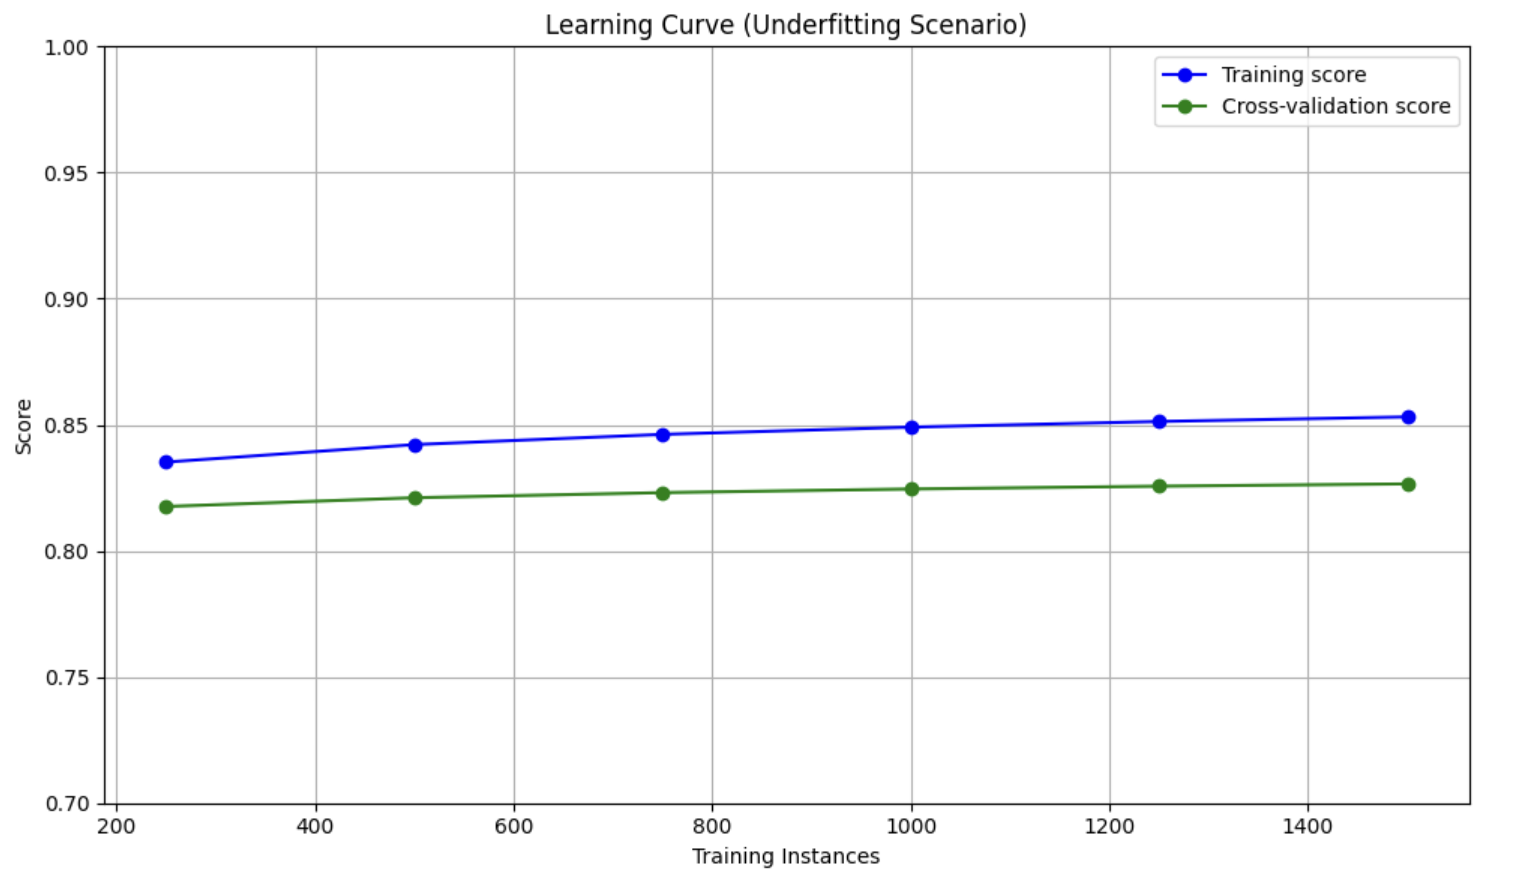 Learning Curve (Underfitting Scenario)
1.00
0.95
0.90
0.85
0.80
0.75
0.70
Score
Training score
Cross-validation score
200 400 600 800 1000 1200 1400
Training Instances